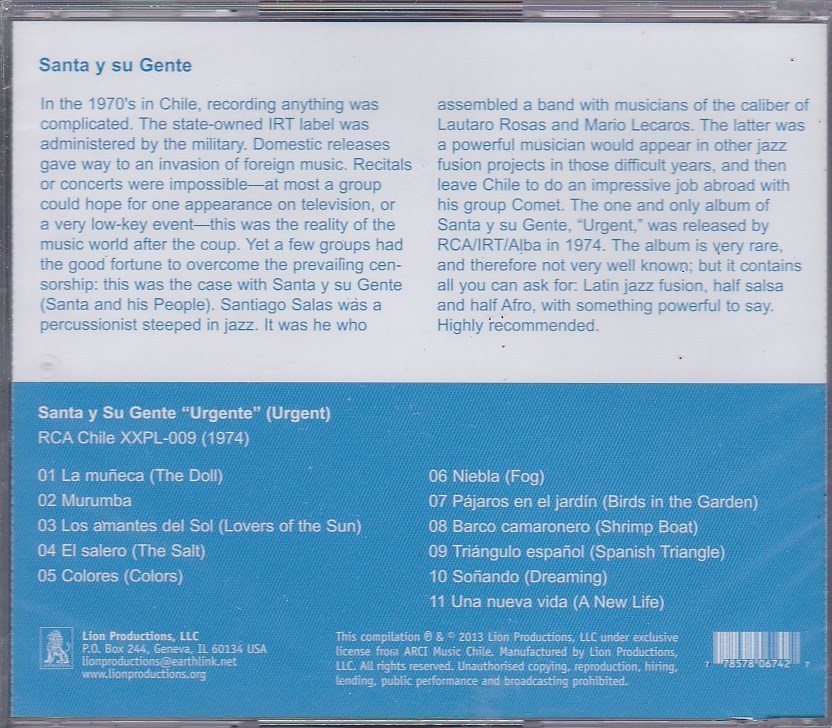 Santa y su Gente
In the 1970's in Chile, recording anything was
complicated. The state-owned IRT label was
administered by the military. Domestic releases
gave way to an invasion of foreign music. Recitals
or concerts were impossible—at most a group
could hope for one appearance on television, or
a very low-key event—this was the reality of the
music world after the coup. Yet a few groups had
the good fortune to overcome the prevailing cen-
sorship: this was the case with Santa y su Gente
(Santa and his People). Santiago Salas was a
percussionist steeped in jazz. It was he who
assembled a band with musicians of the caliber of
Lautaro Rosas and Mario Lecaros. The latter was
a powerful musician would appear in other jazz
fusion projects in those difficult years, and then
leave Chile to do an impressive job abroad with
his group Comet. The one and only album of
Santa y su Gente, “Urgent,” was released by
RCA/IRT/Alba in 1974. The album is very rare,
and therefore not very well known; but it contains
all you can ask for: Latin jazz fusion, half salsa
and half Afro, with something powerful to say.
Highly recommended.
Santa y Su Gente “Urgente” (Urgent)
RCA Chile XXPL-009 (1974)
01 La muñeca (The Doll)
02 Murumba
03 Los amantes del Sol (Lovers of the Sun)
04 El salero (The Salt)
05 Colores (Colors)
06 Niebla (Fog)
07 Pájaros en el jardín (Birds in the Garden)
08 Barco camaronero (Shrimp Boat)
09 Triángulo español (Spanish Triangle)
10 Soñando (Dreaming)
11 Una nueva vida (A New Life)
Lion Productions, LLC
P.O. Box 244, Geneva, IL 60134 USA
lionproductions@earthlink.net
www.lionproductions.org
This compilation ℗ & © 2013 Lion Productions, LLC under exclusive
license from ARCI Music Chile. Manufactured by Lion Productions,
LLC. All rights reserved. Unauthorised copying, reproduction, hiring,
lending, public performance and broadcasting prohibited.
7 78578 06742 7